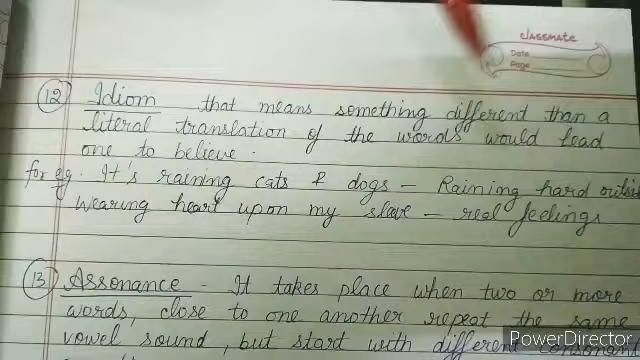 classmate
Date
Page
12 Idiom that means something different than a
literal translation of the words would lead
one to believe.
for eg. It's raining cats & dogs – Raining hard outside
Wearing heart upon my slave – real feelings
13 Assonance - It takes place when two or more
words, close to one another repeat the same
vowel sound, but start with different consonant
PowerDirector